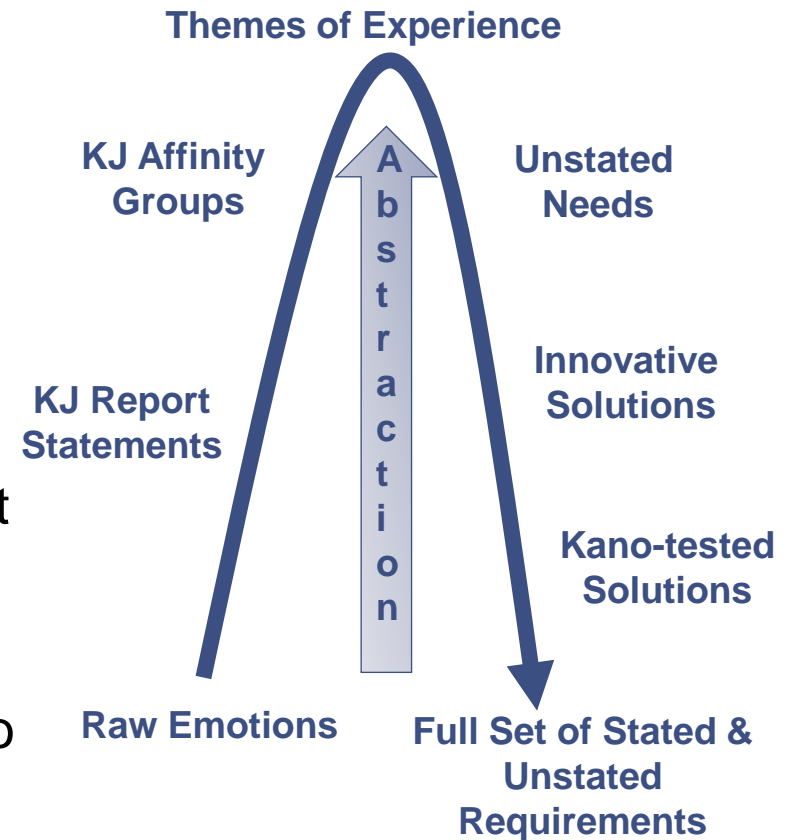 Themes of Experience
KJ Affinity
Groups
Unstated
Needs
Abstraction
Innovative
Solutions
KJ Report
Statements
t
Kano-tested
Solutions
o
Raw Emotions
Full Set of Stated &
Unstated
Requirements